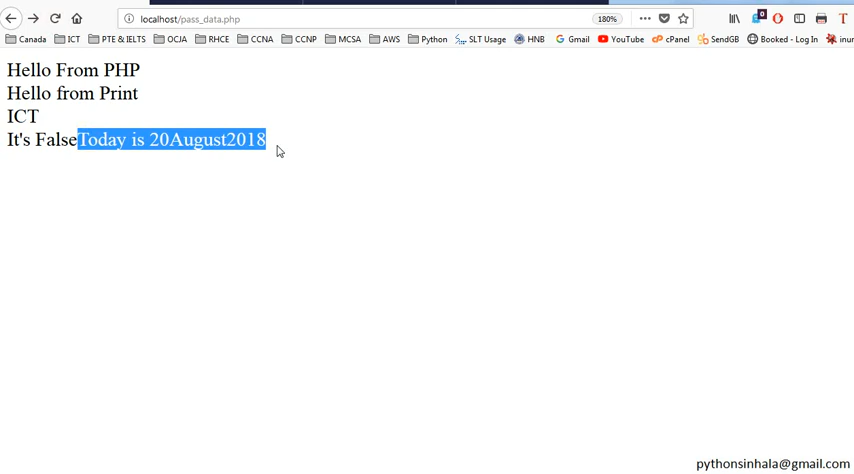 localhost/pass_data.php
180%
0
T
Canada ICT PTE & IELTS OCJA RHCE CCNA CCNP MCSA AWS Python SLT Usage HNB Gmail YouTube cPanel SendGB Booked - Log In inur
Hello From PHP
Hello from Print
ICT
It's FalseToday is 20August2018
pythonsinhala@gmail.com